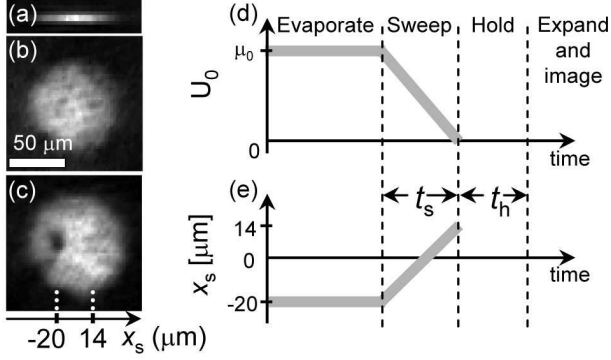 (a)
(b)
50 μm
(c)
-20 14 x_s (μm)
(d)
Evaporate Sweep Hold Expand and image
U_0
μ_0
0
time
(e)
t_s t_h
x_s [μm]
14
0
-20
time